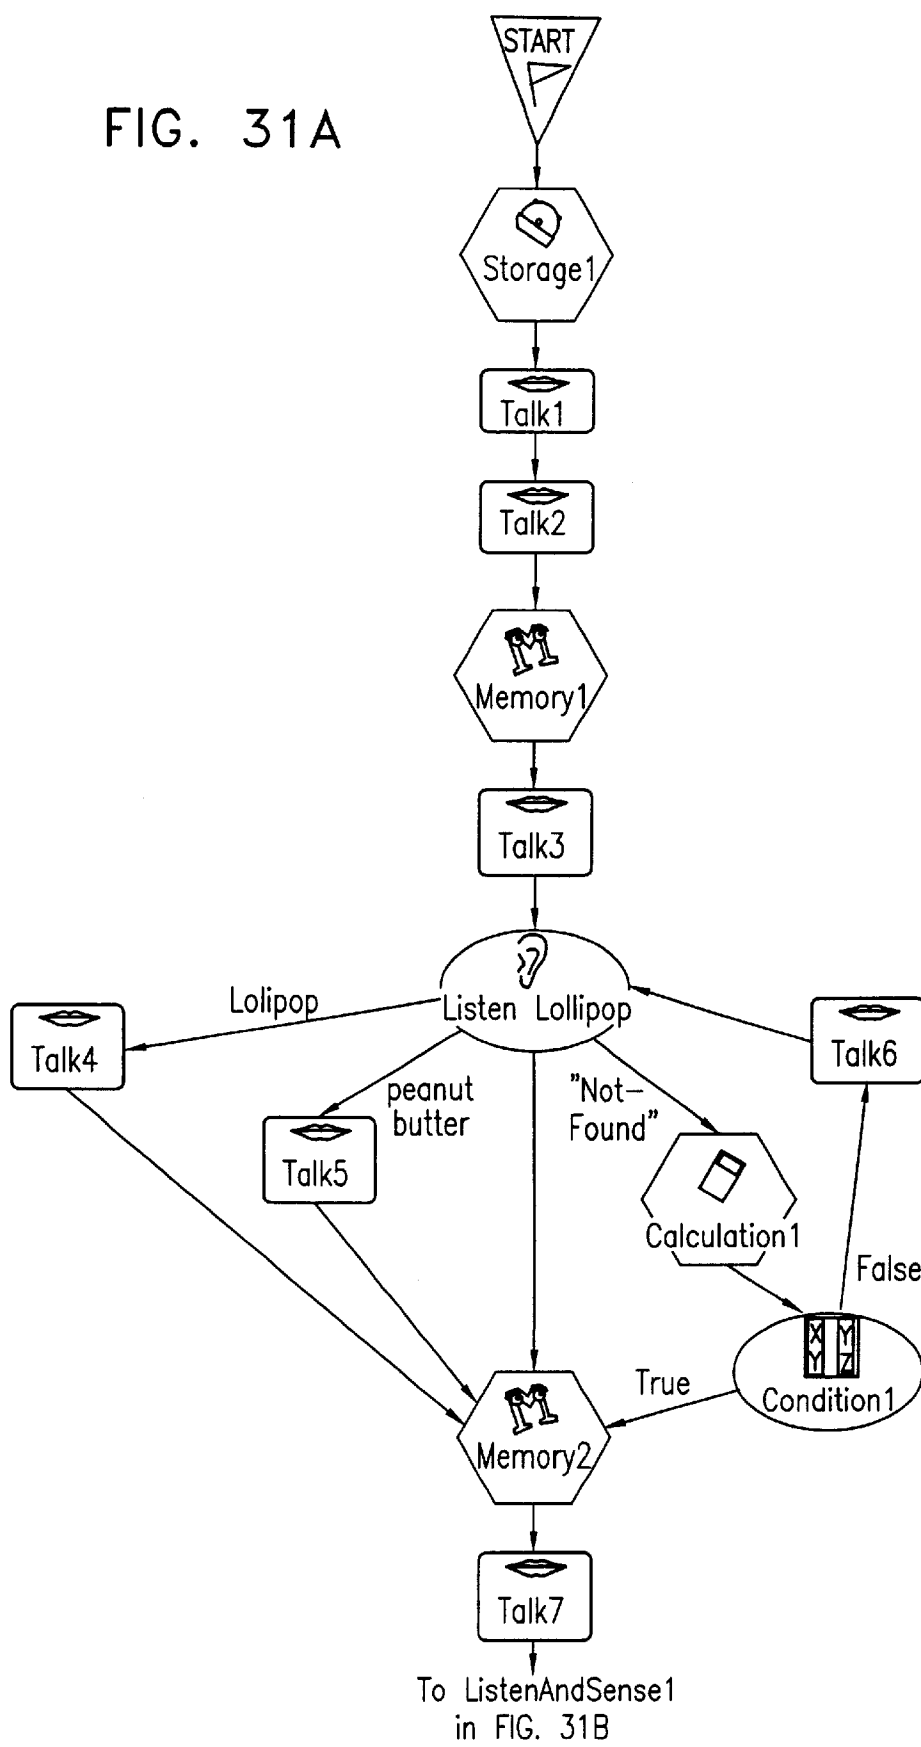 START
FIG. 31A
Storage1
Talk1
Talk2
Memory1
Talk3
Listen Lollipop
Lolipop
Talk4
peanut
butter
Talk5
"Not-
Found"
Talk6
Calculation1
False
X Y
Y Z
Condition1
True
Memory2
Talk7
To ListenAndSense1
in FIG. 31B